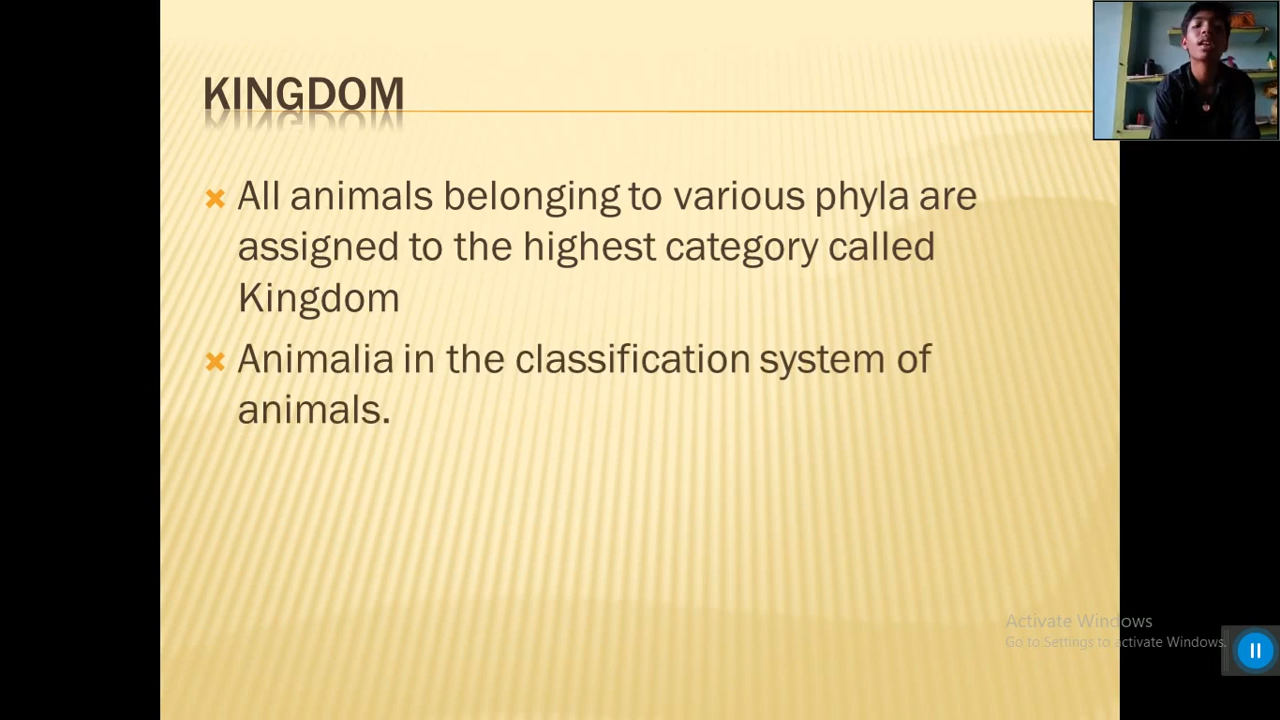 KINGDOM
All animals belonging to various phyla are
assigned to the highest category called
Kingdom
Animalia in the classification system of
animals.
Activate Windows
Go to Settings to activate Windows.